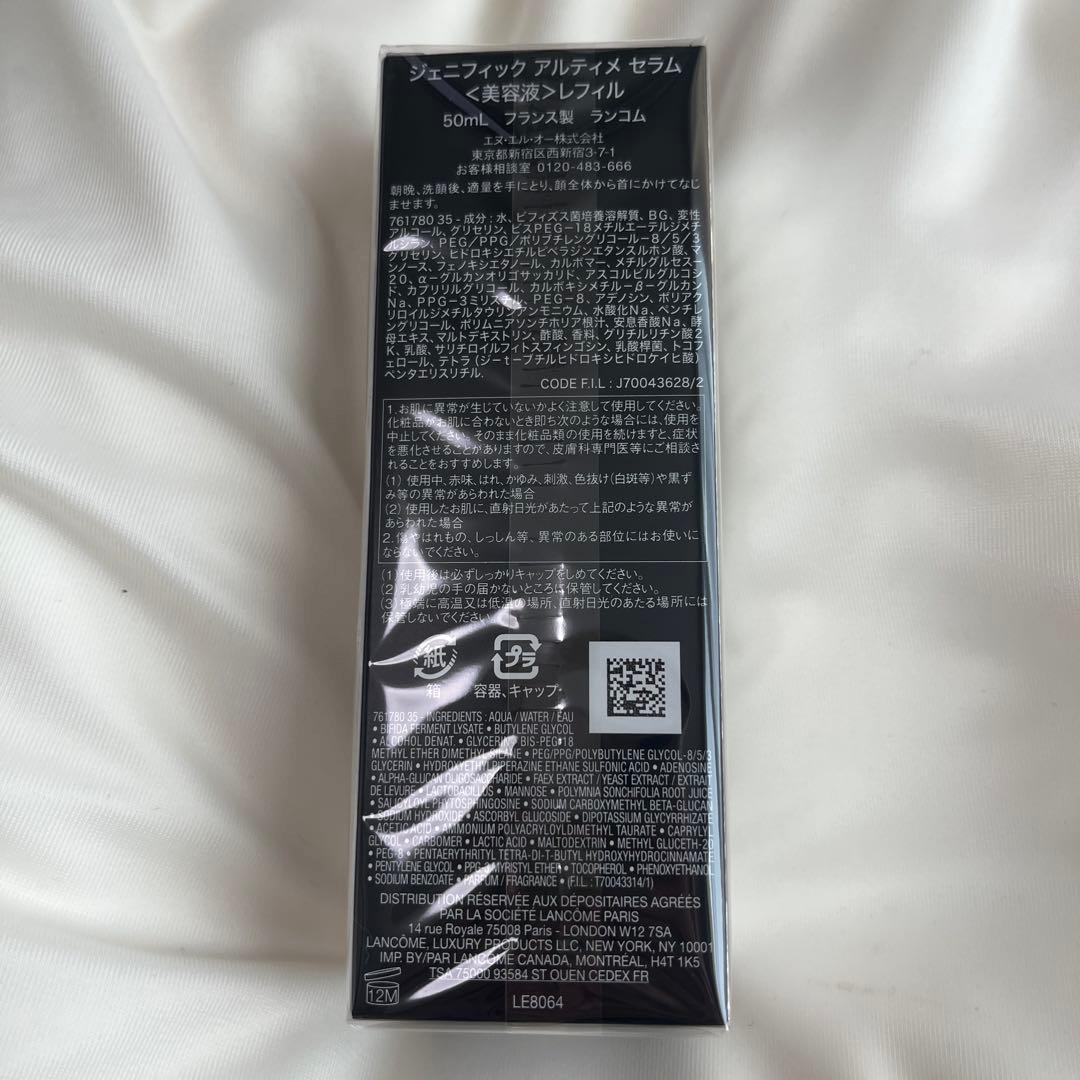 ジェニフィック アルティメ セラム
<美容液>レフィル
50mL フランス製 ランコム
エヌ・エル・オー株式会社
東京都新宿区西新宿3-7-1
お客様相談室 0120-483-666
朝晩、洗顔後、適量を手にとり、顔全体から首にかけてなじ
ませます。
761780 35 - 成分 : 水、ビフィズス菌培養溶解質、BG、変性
アルコール、グリセリン、ビスPEG-18メチルエーテルジメチ
ルシラン、PEG/PPG/ポリブチレングリコール-8/5/3
グリセリン、ヒドロキシエチルピペラジンエタンスルホン酸、マ
ンノース、フェノキシエタノール、カルボマー、メチルグルセス-
20、α-グルカンオリゴサッカリド、アスコルビルグルコシ
ド、カプリリルグリコール、カルボキシメチル-β-グルカン
Na、PPG-3ミリスチル、PEG-8、アデノシン、ポリアク
リロイルジメチルタウリンアンモニウム、水酸化Na、ペンチレ
ングリコール、ポリムニアソンチホリア根汁、安息香酸Na、酵
母エキス、マルトデキストリン、酢酸、香料、グリチルリチン酸2
K、乳酸、サリチロイルフィトスフィンゴシン、乳酸桿菌、トコフ
ェロール、テトラ(ジ-t-ブチルヒドロキシヒドロケイヒ酸)
ペンタエリスリチル.
CODE F.I.L : J70043628/2
1.お肌に異常が生じていないかよく注意して使用してください。
化粧品がお肌に合わないとき即ち次のような場合には、使用を
中止してください。そのまま化粧品類の使用を続けますと、症状
を悪化させることがありますので、皮膚科専門医等にご相談さ
れることをおすすめします。
(1) 使用中、赤味、はれ、かゆみ、刺激、色抜け(白斑等)や黒ず
み等の異常があらわれた場合
(2) 使用したお肌に、直射日光があたって上記のような異常が
あらわれた場合
2.傷やはれもの、しっしん等、異常のある部位にはお使いに
ならないでください。
(1)使用後は必ずしっかりキャップをしめてください。
(2)乳幼児の手の届かないところに保管してください。
(3)極端に高温又は低温の場所、直射日光のあたる場所には
保管しないでください。
紙 プラ
箱 容器、キャップ
761780 35 - INGREDIENTS : AQUA / WATER / EAU
• BIFIDA FERMENT LYSATE • BUTYLENE GLYCOL
• ALCOHOL DENAT. • GLYCERIN • BIS-PEG-18
METHYL ETHER DIMETHYL SILANE • PEG/PPG/POLYBUTYLENE GLYCOL-8/5/3
GLYCERIN • HYDROXYETHYLPIPERAZINE ETHANE SULFONIC ACID • ADENOSINE
• ALPHA-GLUCAN OLIGOSACCHARIDE • FAEX EXTRACT / YEAST EXTRACT / EXTRAIT
DE LEVURE • LACTOBACILLUS • MANNOSE • POLYMNIA SONCHIFOLIA ROOT JUICE
• SALICYLOYL PHYTOSPHINGOSINE • SODIUM CARBOXYMETHYL BETA-GLUCAN
• SODIUM HYDROXIDE • ASCORBYL GLUCOSIDE • DIPOTASSIUM GLYCYRRHIZATE
• ACETIC ACID • AMMONIUM POLYACRYLOYLDIMETHYL TAURATE • CAPRYLYL
GLYCOL • CARBOMER • LACTIC ACID • MALTODEXTRIN • METHYL GLUCETH-20
• PEG-8 • PENTAERYTHRITYL TETRA-DI-T-BUTYL HYDROXYHYDROCINNAMATE
• PENTYLENE GLYCOL • PPG-3 MYRISTYL ETHER • TOCOPHEROL • PHENOXYETHANOL
• SODIUM BENZOATE • PARFUM / FRAGRANCE • (F.I.L : T70043314/1)
DISTRIBUTION RÉSERVÉE AUX DÉPOSITAIRES AGRÉÉS
PAR LA SOCIÉTÉ LANCÔME PARIS
14 rue Royale 75008 Paris - LONDON W12 7SA
LANCÔME, LUXURY PRODUCTS LLC, NEW YORK, NY 10001
IMP. BY/PAR LANCÔME CANADA, MONTRÉAL, H4T 1K5
TSA 75000 93584 ST OUEN CEDEX FR
12M LE8064